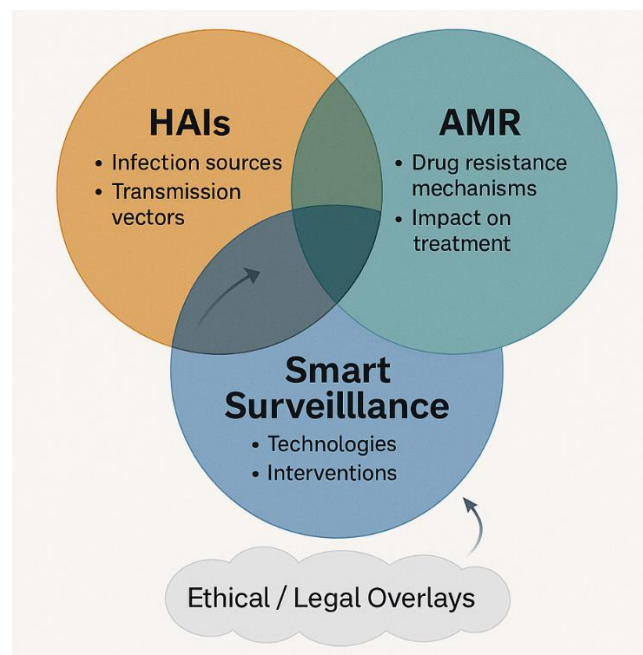 HAIs
• Infection sources
• Transmission
vectors
AMR
• Drug resistance
mechanisms
• Impact on
treatment
Smart
Surveilllance
• Technologies
• Interventions
Ethical / Legal Overlays